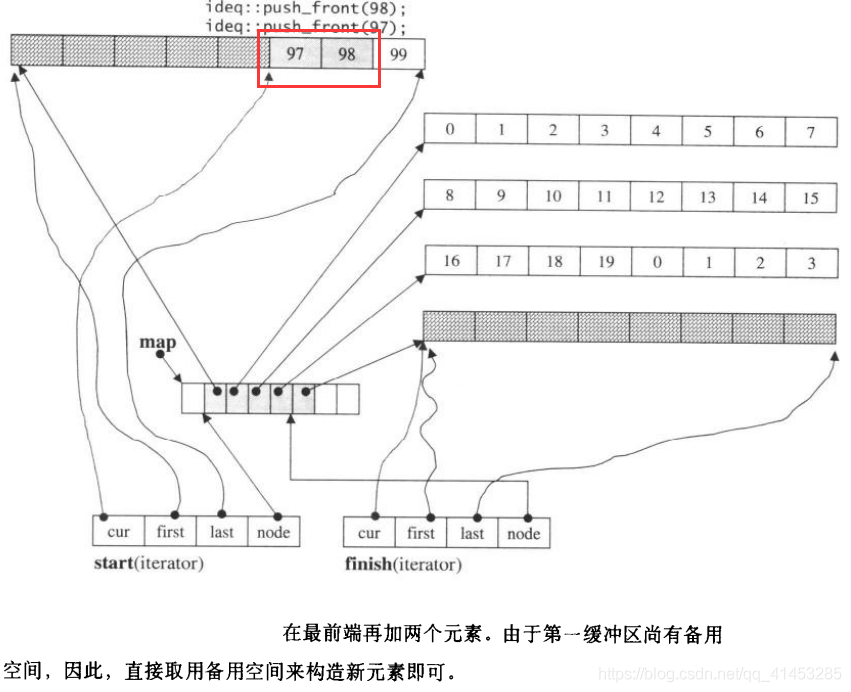 ideq::push_front(98);
ideq::push_front(97);
97 98 99
0 1 2 3 4 5 6 7
8 9 10 11 12 13 14 15
16 17 18 19 0 1 2 3
map
cur first last node
start(iterator)
cur first last node
finish(iterator)
在最前端再加两个元素。由于第一缓冲区尚有备用
空间，因此，直接取用备用空间来构造新元素即可。
https://blog.csdn.net/qq_41453285